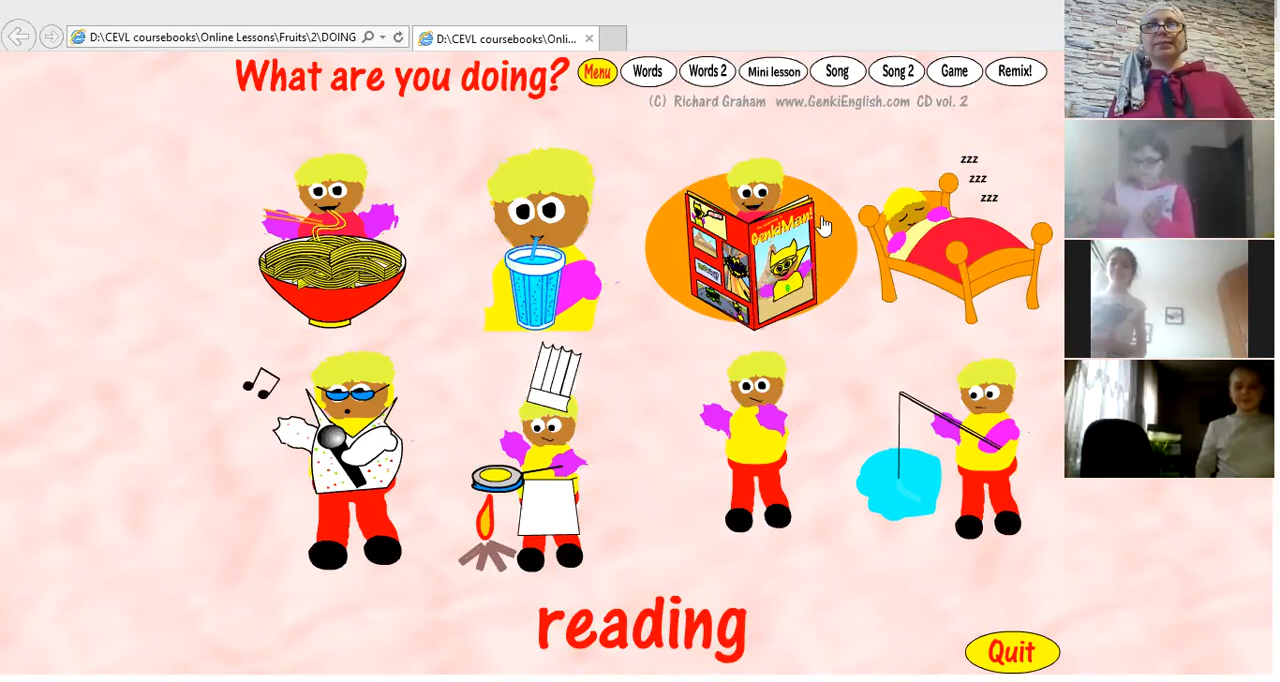 D:\CEVL coursebooks\Online Lessons\Fruits\2\DOING
D:\CEVL coursebooks\Onli...
What are you doing?
Menu
Words
Words 2
Mini lesson
Song
Song 2
Game
Remix!
(C) Richard Graham www.GenkiEnglish.com CD vol. 2
GenkiMan!
zzz
zzz
zzz
reading
Quit